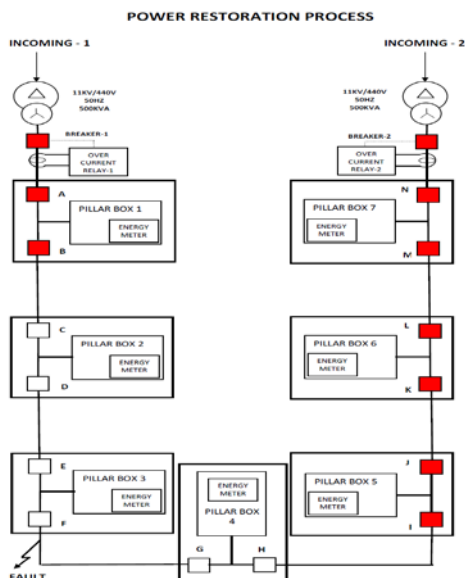 POWER RESTORATION PROCESS
INCOMING - 1
INCOMING - 2
11KV/440V
50HZ
500KVA
11KV/440V
50HZ
500KVA
BREAKER-1
BREAKER-2
OVER
CURRENT
RELAY-1
OVER
CURRENT
RELAY-2
A
PILLAR BOX 1
ENERGY
METER
B
N
PILLAR BOX 7
ENERGY
METER
M
C
PILLAR BOX 2
ENERGY
METER
D
L
PILLAR BOX 6
ENERGY
METER
K
E
PILLAR BOX 3
ENERGY
METER
F
J
PILLAR BOX 5
ENERGY
METER
I
ENERGY
METER
PILLAR BOX
4
G
H
FAULT